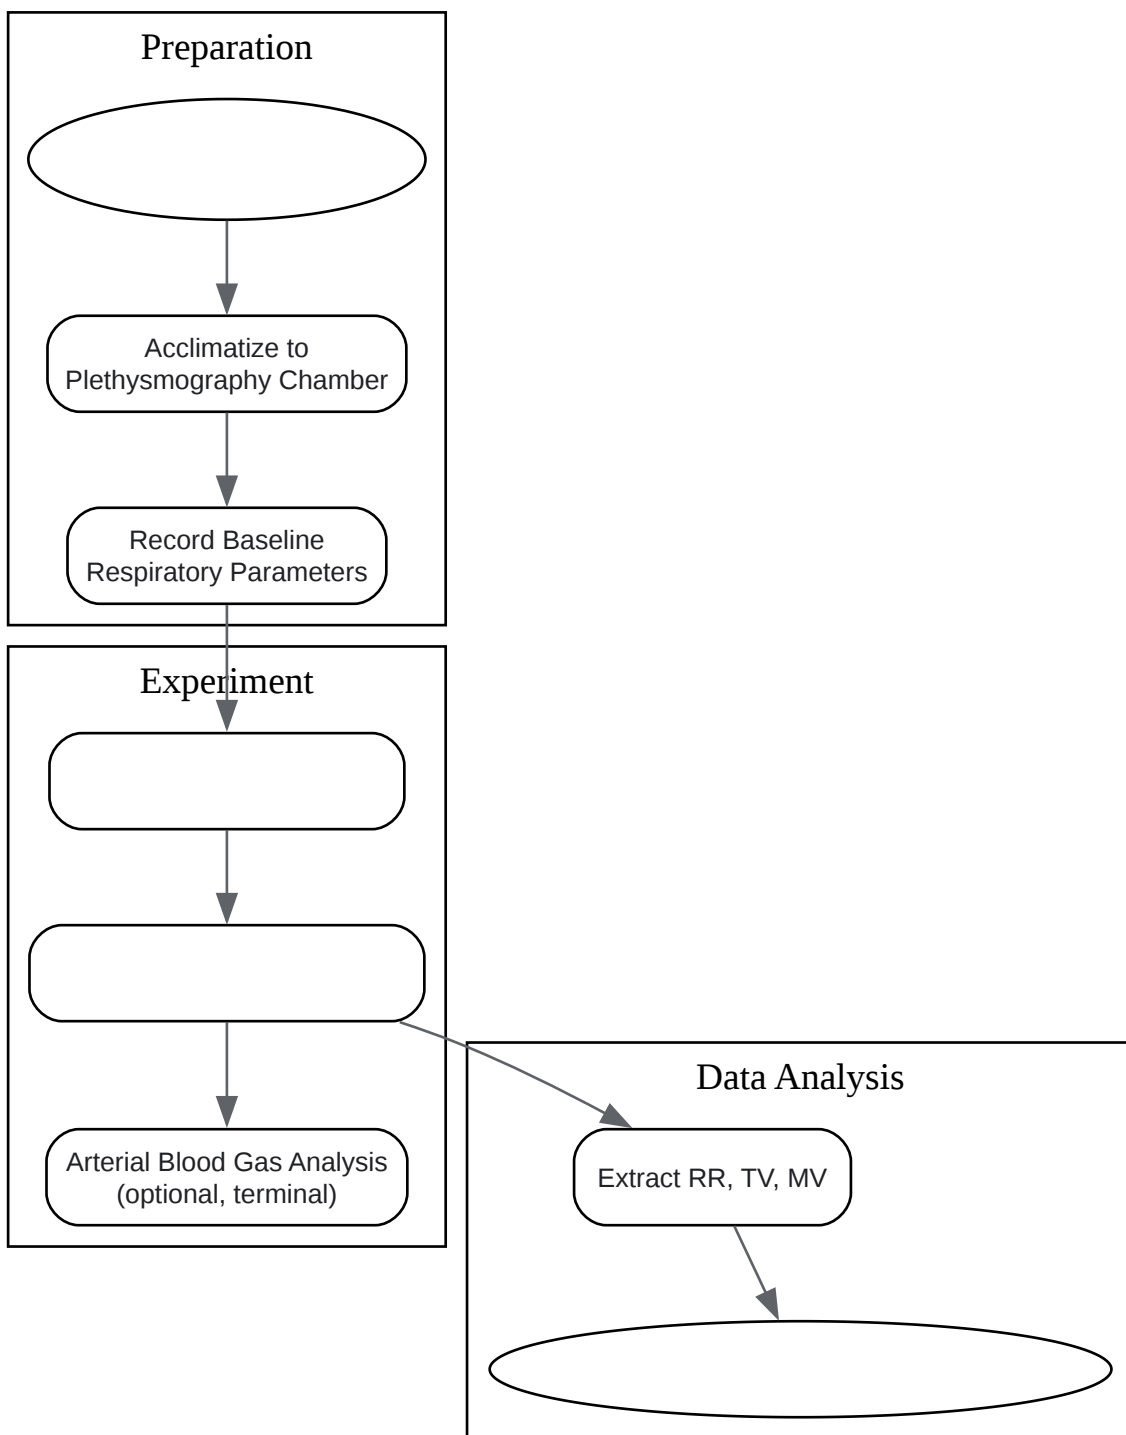 Preparation
Acclimatize to
Plethysmography Chamber
Record Baseline
Respiratory Parameters
Experiment
Arterial Blood Gas Analysis
(optional, terminal)
Data Analysis
Extract RR, TV, MV